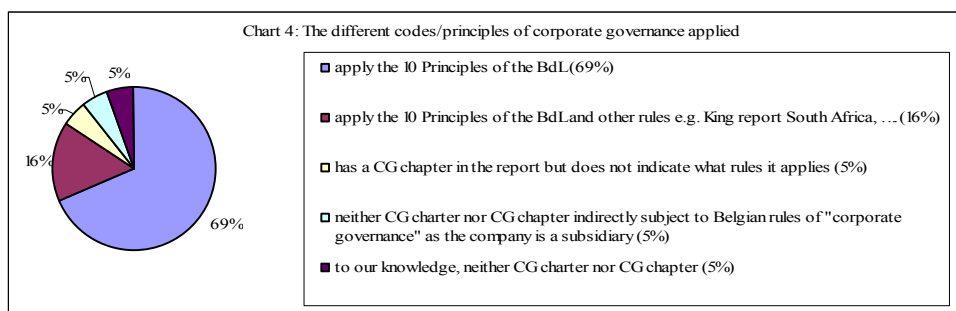 Chart 4: The different codes/principles of corporate governance applied
5%
5%
5%
16%
69%
apply the 10 Principles of the BdL(69%)
apply the 10 Principles of the BdLand other rules e.g. King report South Africa, ... (16%)
has a CG chapter in the report but does not indicate what rules it applies (5%)
neither CG charter nor CG chapter indirectly subject to Belgian rules of "corporate
governance" as the company is a subsidiary (5%)
to our knowledge, neither CG charter nor CG chapter (5%)